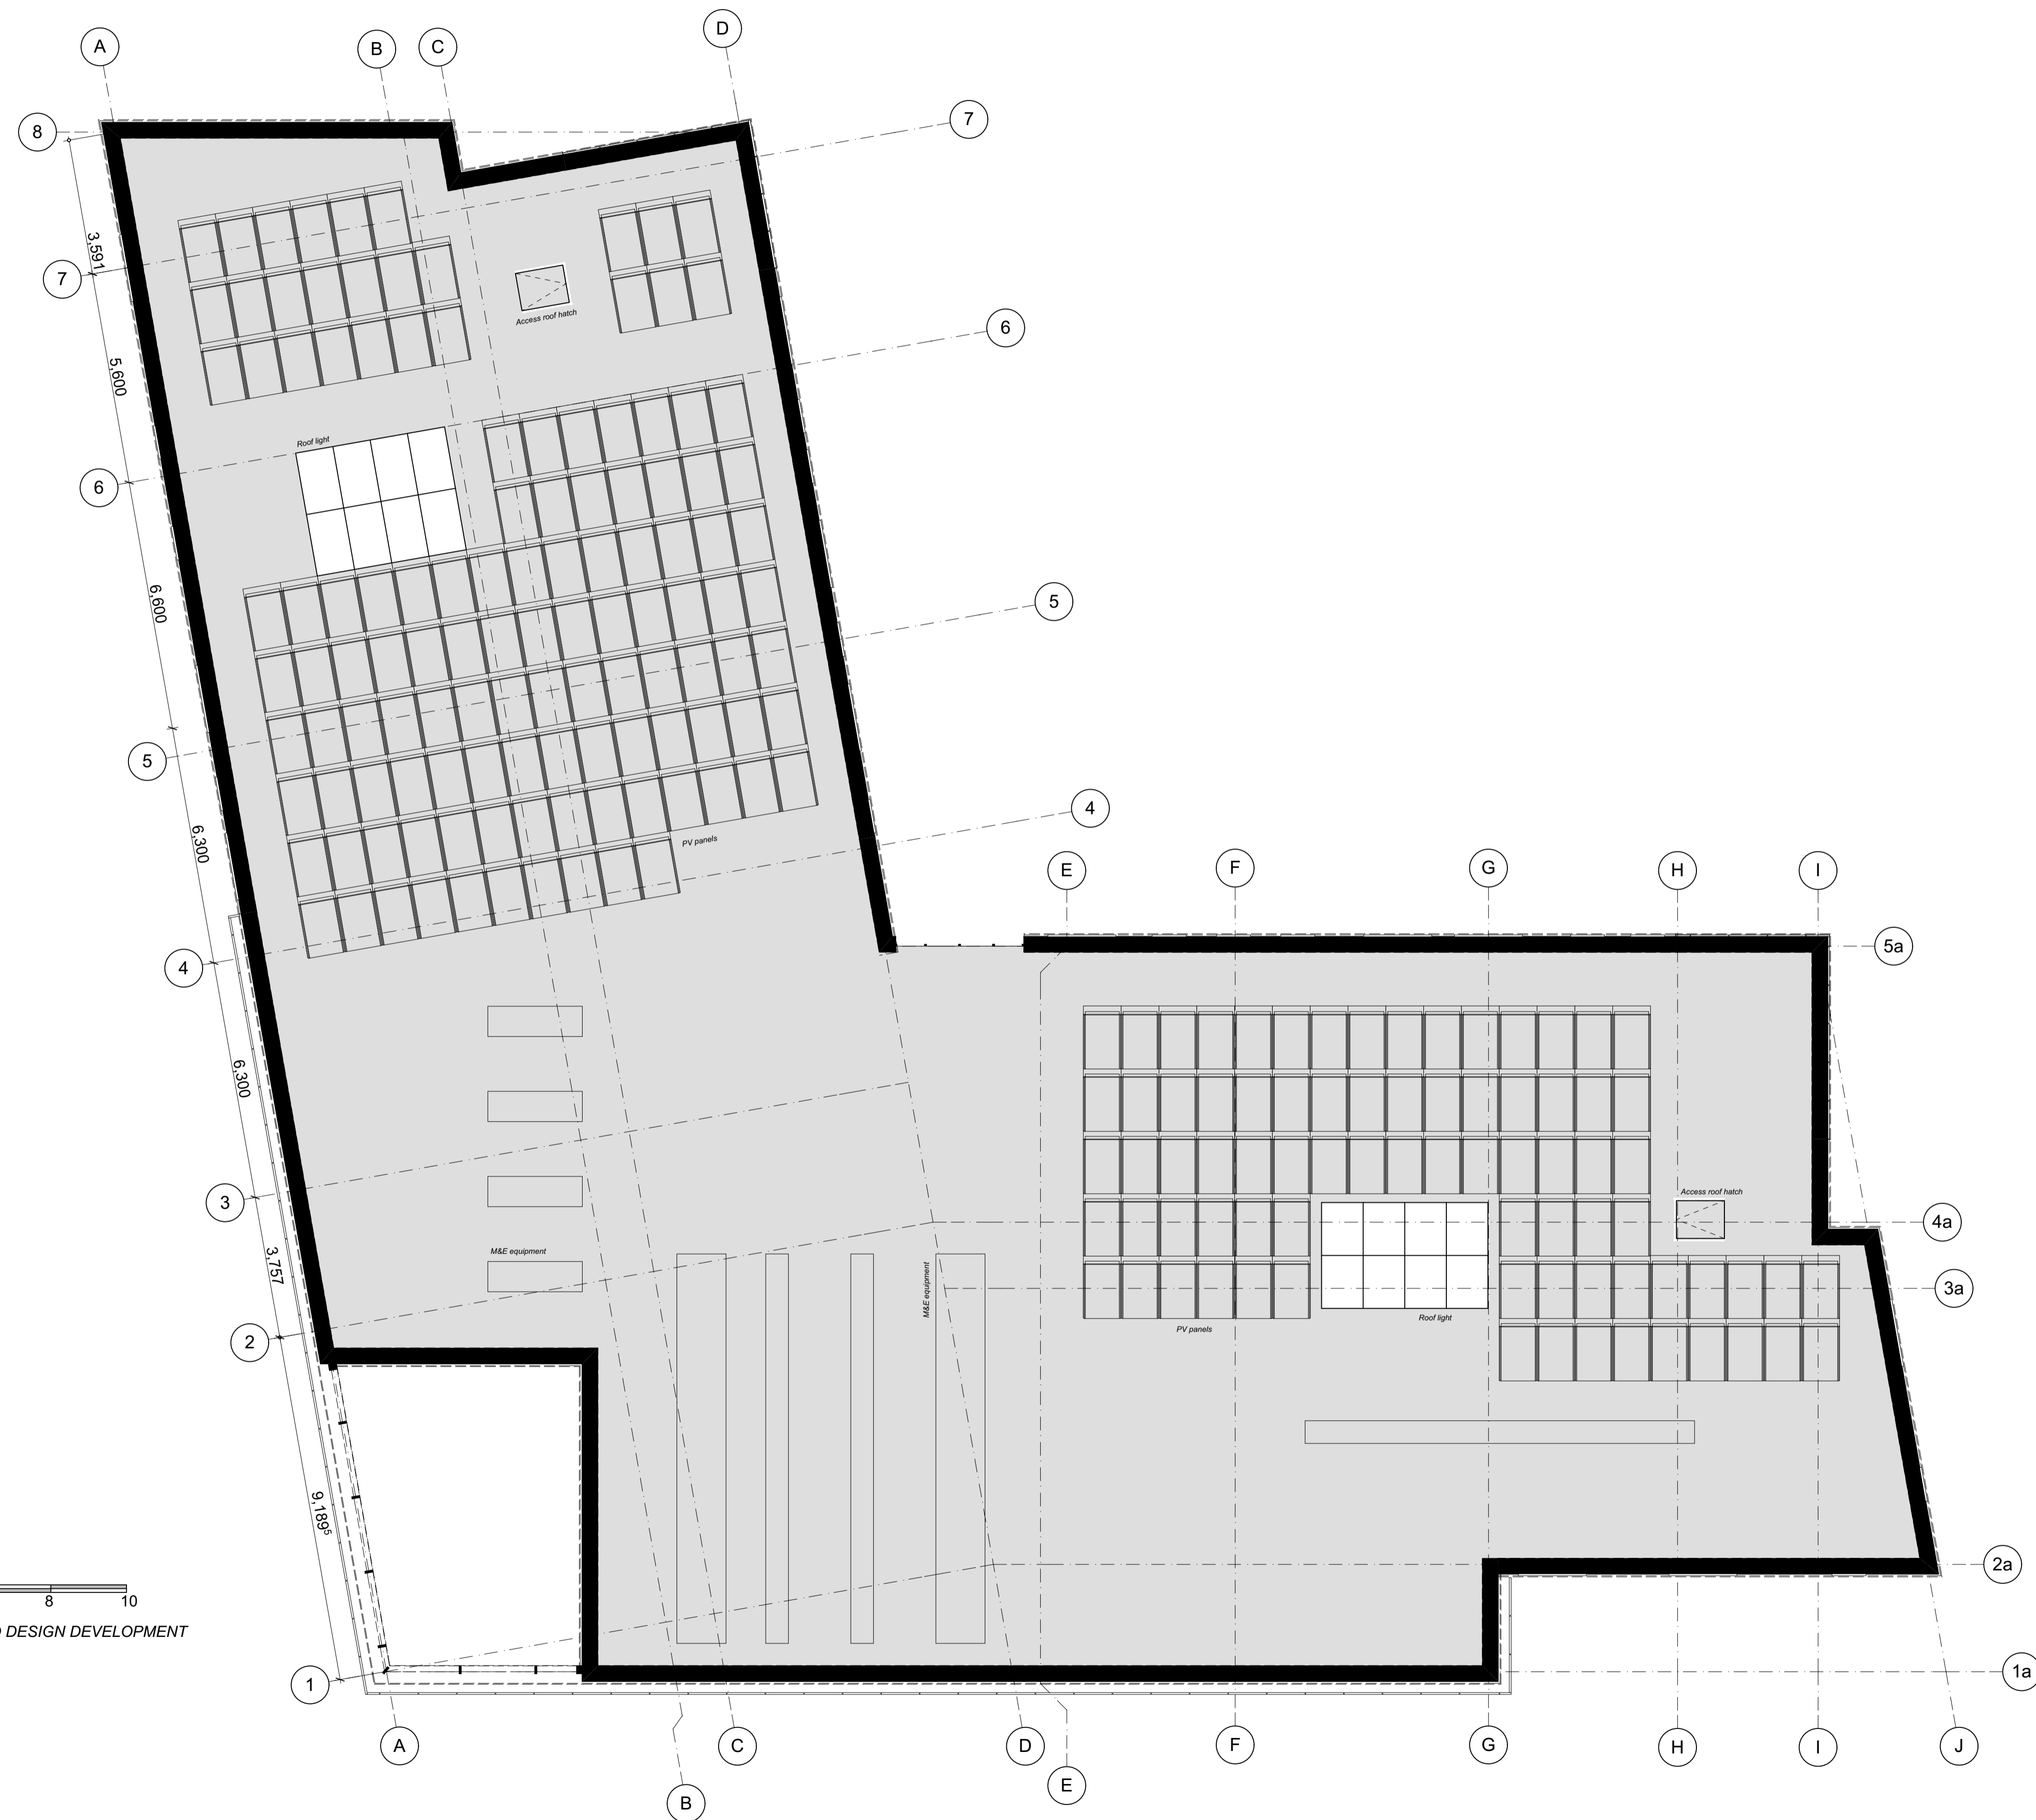 A
B
C
D
8
7
7
3,591
Access roof hatch
6
5,600
Roof light
6
6,600
5
5
6,300
4
PV panels
4
E
F
G
H
I
5a
6,300
3
Access roof hatch
4a
3,757
M&E equipment
M&E equipment
3a
2
PV panels
Roof light
9,189⁵
2a
8
10
DESIGN DEVELOPMENT
1
1a
A
C
D
F
G
H
I
J
E
B